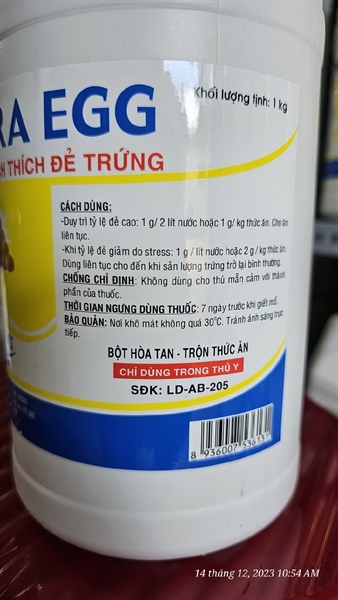 Khối lượng tịnh: 1 kg
RA EGG
THÍCH ĐẺ TRỨNG
CÁCH DÙNG:
-Duy trì tỷ lệ đẻ cao: 1 g/ 2 lít nước hoặc 1 g/ kg thức ăn. Cho ăn
liên tục.
-Khi tỷ lệ đẻ giảm do stress: 1 g / lít nước hoặc 2 g / kg thức ăn.
Dùng liên tục cho đến khi sản lượng trứng trở lại bình thường.
CHỐNG CHỈ ĐỊNH: Không dùng cho thú mẫn cảm với thành
phần của thuốc.
THỜI GIAN NGƯNG DÙNG THUỐC: 7 ngày trước khi giết mổ.
BẢO QUẢN: Nơi khô mát không quá 30°C. Tránh ánh sáng trực
tiếp.
BỘT HÒA TAN - TRỘN THỨC ĂN
CHỈ DÙNG TRONG THÚ Y
SĐK: LD-AB-205
14 tháng 12, 2023 10:54 AM